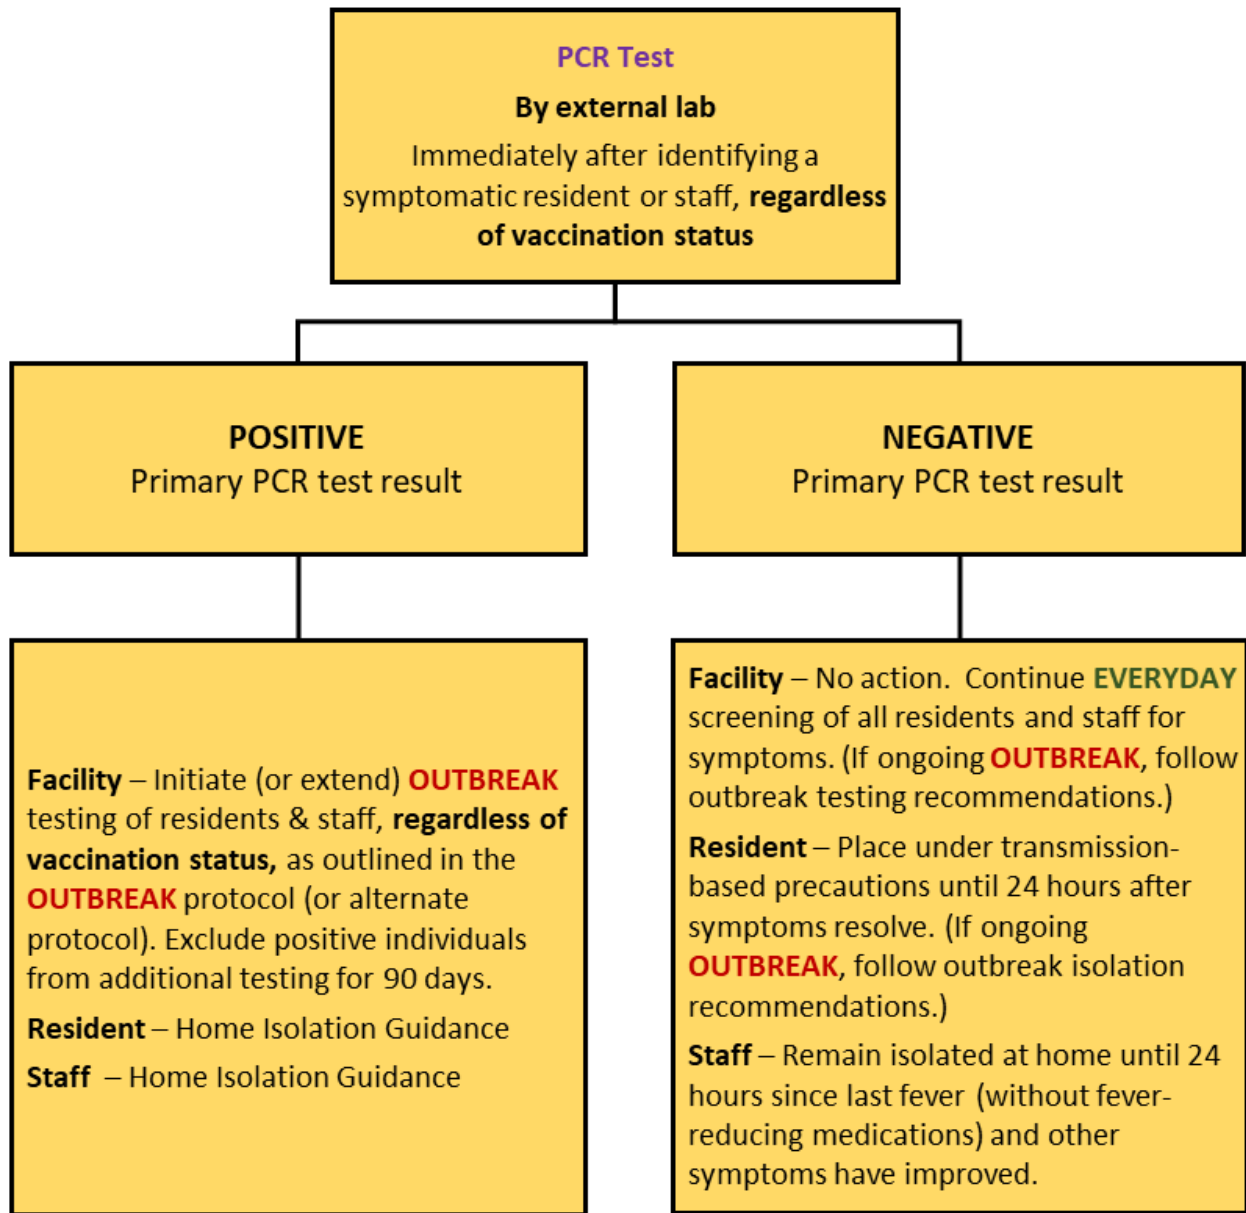 PCR Test
By external lab
Immediately after identifying a
symptomatic resident or staff, regardless
of vaccination status
POSITIVE
Primary PCR test result
NEGATIVE
Primary PCR test result
Facility – Initiate (or extend) OUTBREAK
testing of residents & staff, regardless of
vaccination status, as outlined in the
OUTBREAK protocol (or alternate
protocol). Exclude positive individuals
from additional testing for 90 days.
Resident – Home Isolation Guidance
Staff – Home Isolation Guidance
Facility – No action. Continue EVERYDAY
screening of all residents and staff for
symptoms. (If ongoing OUTBREAK, follow
outbreak testing recommendations.)
Resident – Place under transmission-
based precautions until 24 hours after
symptoms resolve. (If ongoing
OUTBREAK, follow outbreak isolation
recommendations.)
Staff – Remain isolated at home until 24
hours since last fever (without fever-
reducing medications) and other
symptoms have improved.